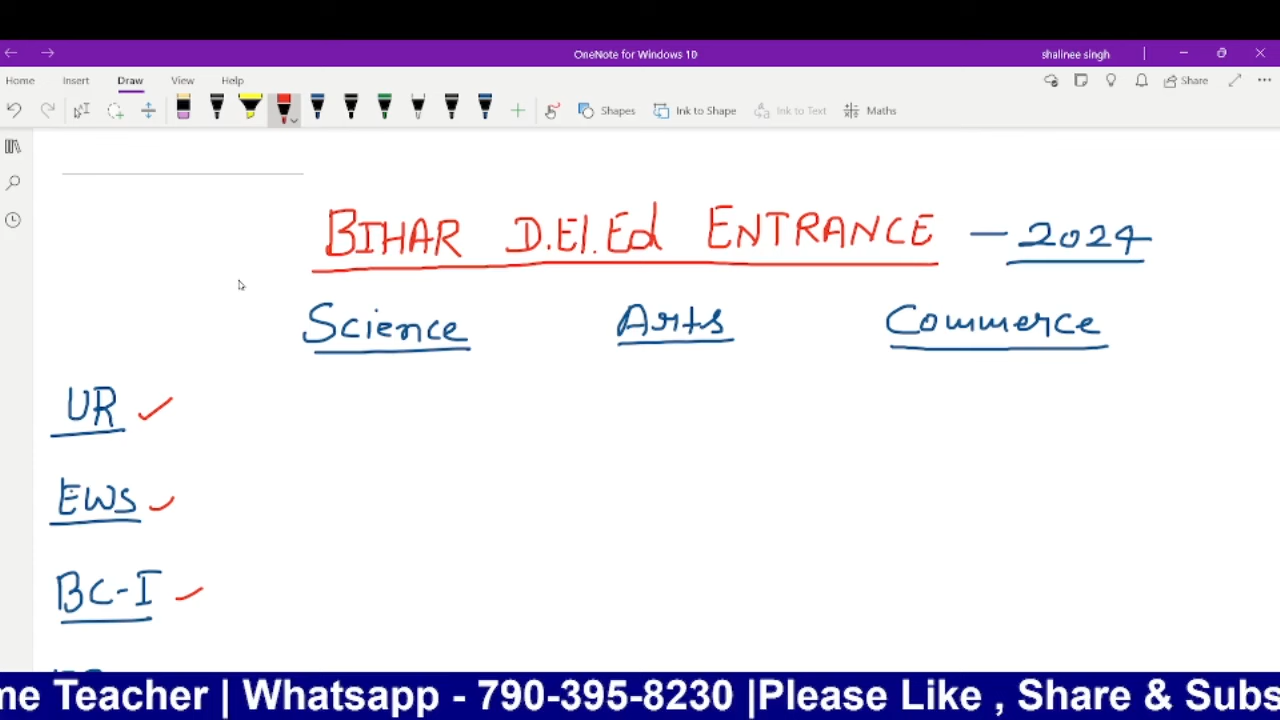 OneNote for Windows 10
shalinee singh
Home Insert Draw View Help
Share
Shapes Ink to Shape Ink to Text Maths
BIHAR D.El.Ed ENTRANCE - 2024
Science Arts Commerce
UR
EWS
BC-I
me Teacher | Whatsapp - 790-395-8230 |Please Like , Share & Subs